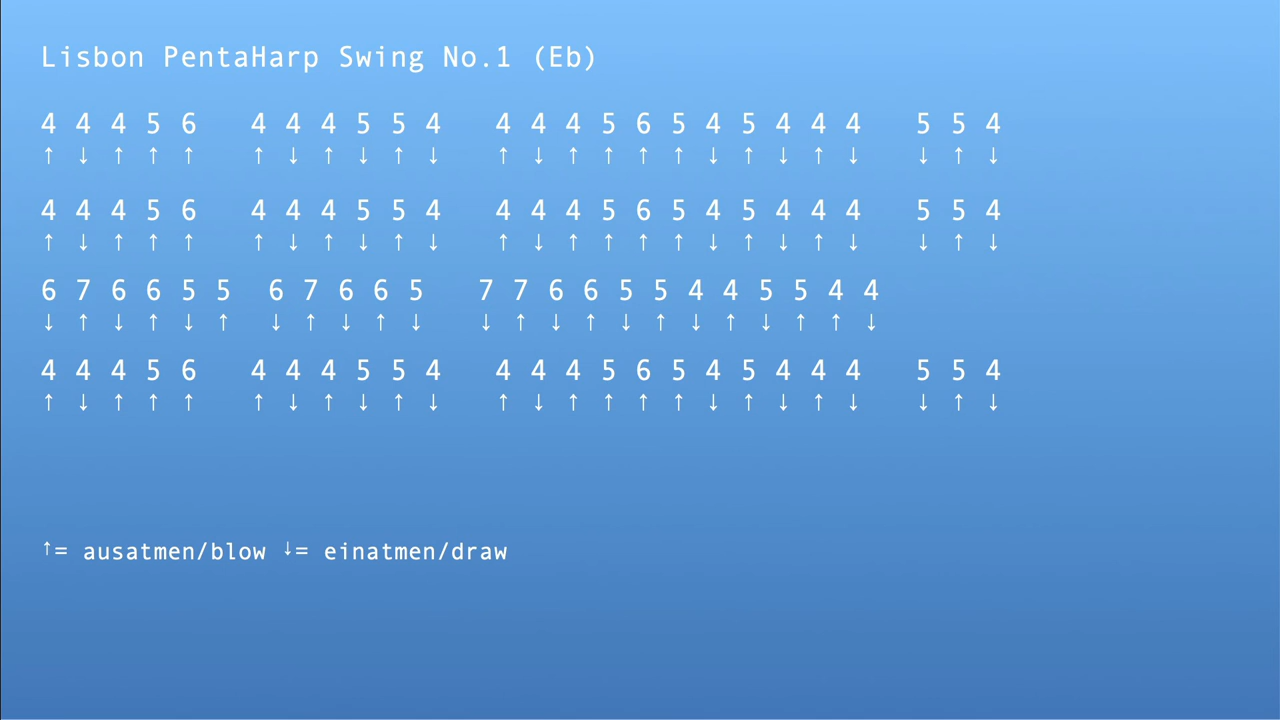 Lisbon PentaHarp Swing No.1 (Eb)
4 4 4 5 6   4 4 4 5 5 4   4 4 4 5 6 5 4 5 4 4 4   5 5 4
↑ ↓ ↑ ↑ ↑   ↑ ↓ ↑ ↓ ↑ ↓   ↑ ↓ ↑ ↑ ↑ ↑ ↓ ↑ ↓ ↑ ↓   ↓ ↑ ↓
4 4 4 5 6   4 4 4 5 5 4   4 4 4 5 6 5 4 5 4 4 4   5 5 4
↑ ↓ ↑ ↑ ↑   ↑ ↓ ↑ ↓ ↑ ↓   ↑ ↓ ↑ ↑ ↑ ↑ ↓ ↑ ↓ ↑ ↓   ↓ ↑ ↓
6 7 6 6 5 5  6 7 6 6 5   7 7 6 6 5 5 4 4 5 5 4 4
↓ ↑ ↓ ↑ ↓ ↑  ↓ ↑ ↓ ↑ ↓   ↓ ↑ ↓ ↑ ↓ ↑ ↓ ↑ ↓ ↑ ↑ ↓
4 4 4 5 6   4 4 4 5 5 4   4 4 4 5 6 5 4 5 4 4 4   5 5 4
↑ ↓ ↑ ↑ ↑   ↑ ↓ ↑ ↓ ↑ ↓   ↑ ↓ ↑ ↑ ↑ ↑ ↓ ↑ ↓ ↑ ↓   ↓ ↑ ↓
↑= ausatmen/blow ↓= einatmen/draw